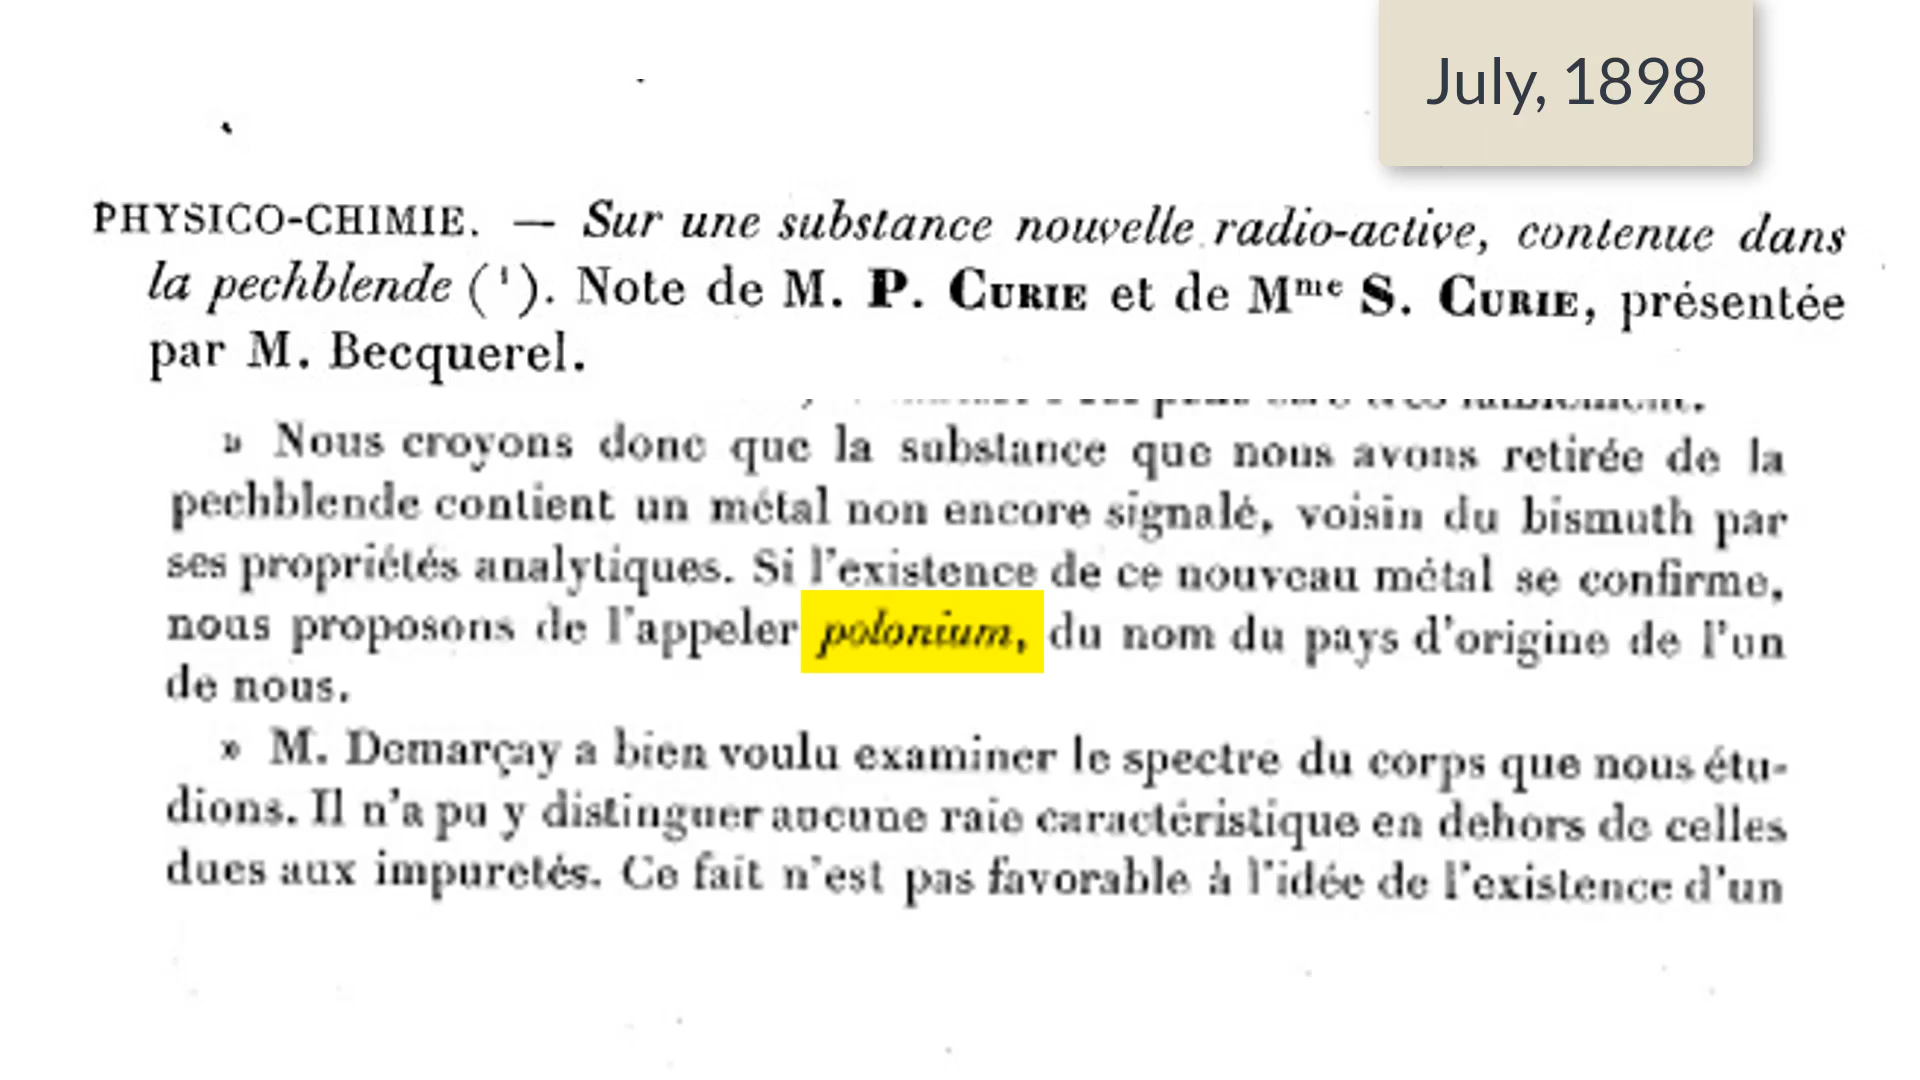 July, 1898
PHYSICO-CHIMIE. — Sur une substance nouvelle radio-active, contenue dans
la pechblende (¹). Note de M. P. Curie et de Mme S. Curie, présentée
par M. Becquerel.
» Nous croyons donc que la substance que nous avons retirée de la
pechblende contient un métal non encore signalé, voisin du bismuth par
ses propriétés analytiques. Si l'existence de ce nouveau métal se confirme,
nous proposons de l'appeler polonium, du nom du pays d'origine de l'un
de nous.
» M. Demarçay a bien voulu examiner le spectre du corps que nous étu-
dions. Il n'a pu y distinguer aucune raie caractéristique en dehors de celles
dues aux impuretés. Ce fait n'est pas favorable à l'idée de l'existence d'un